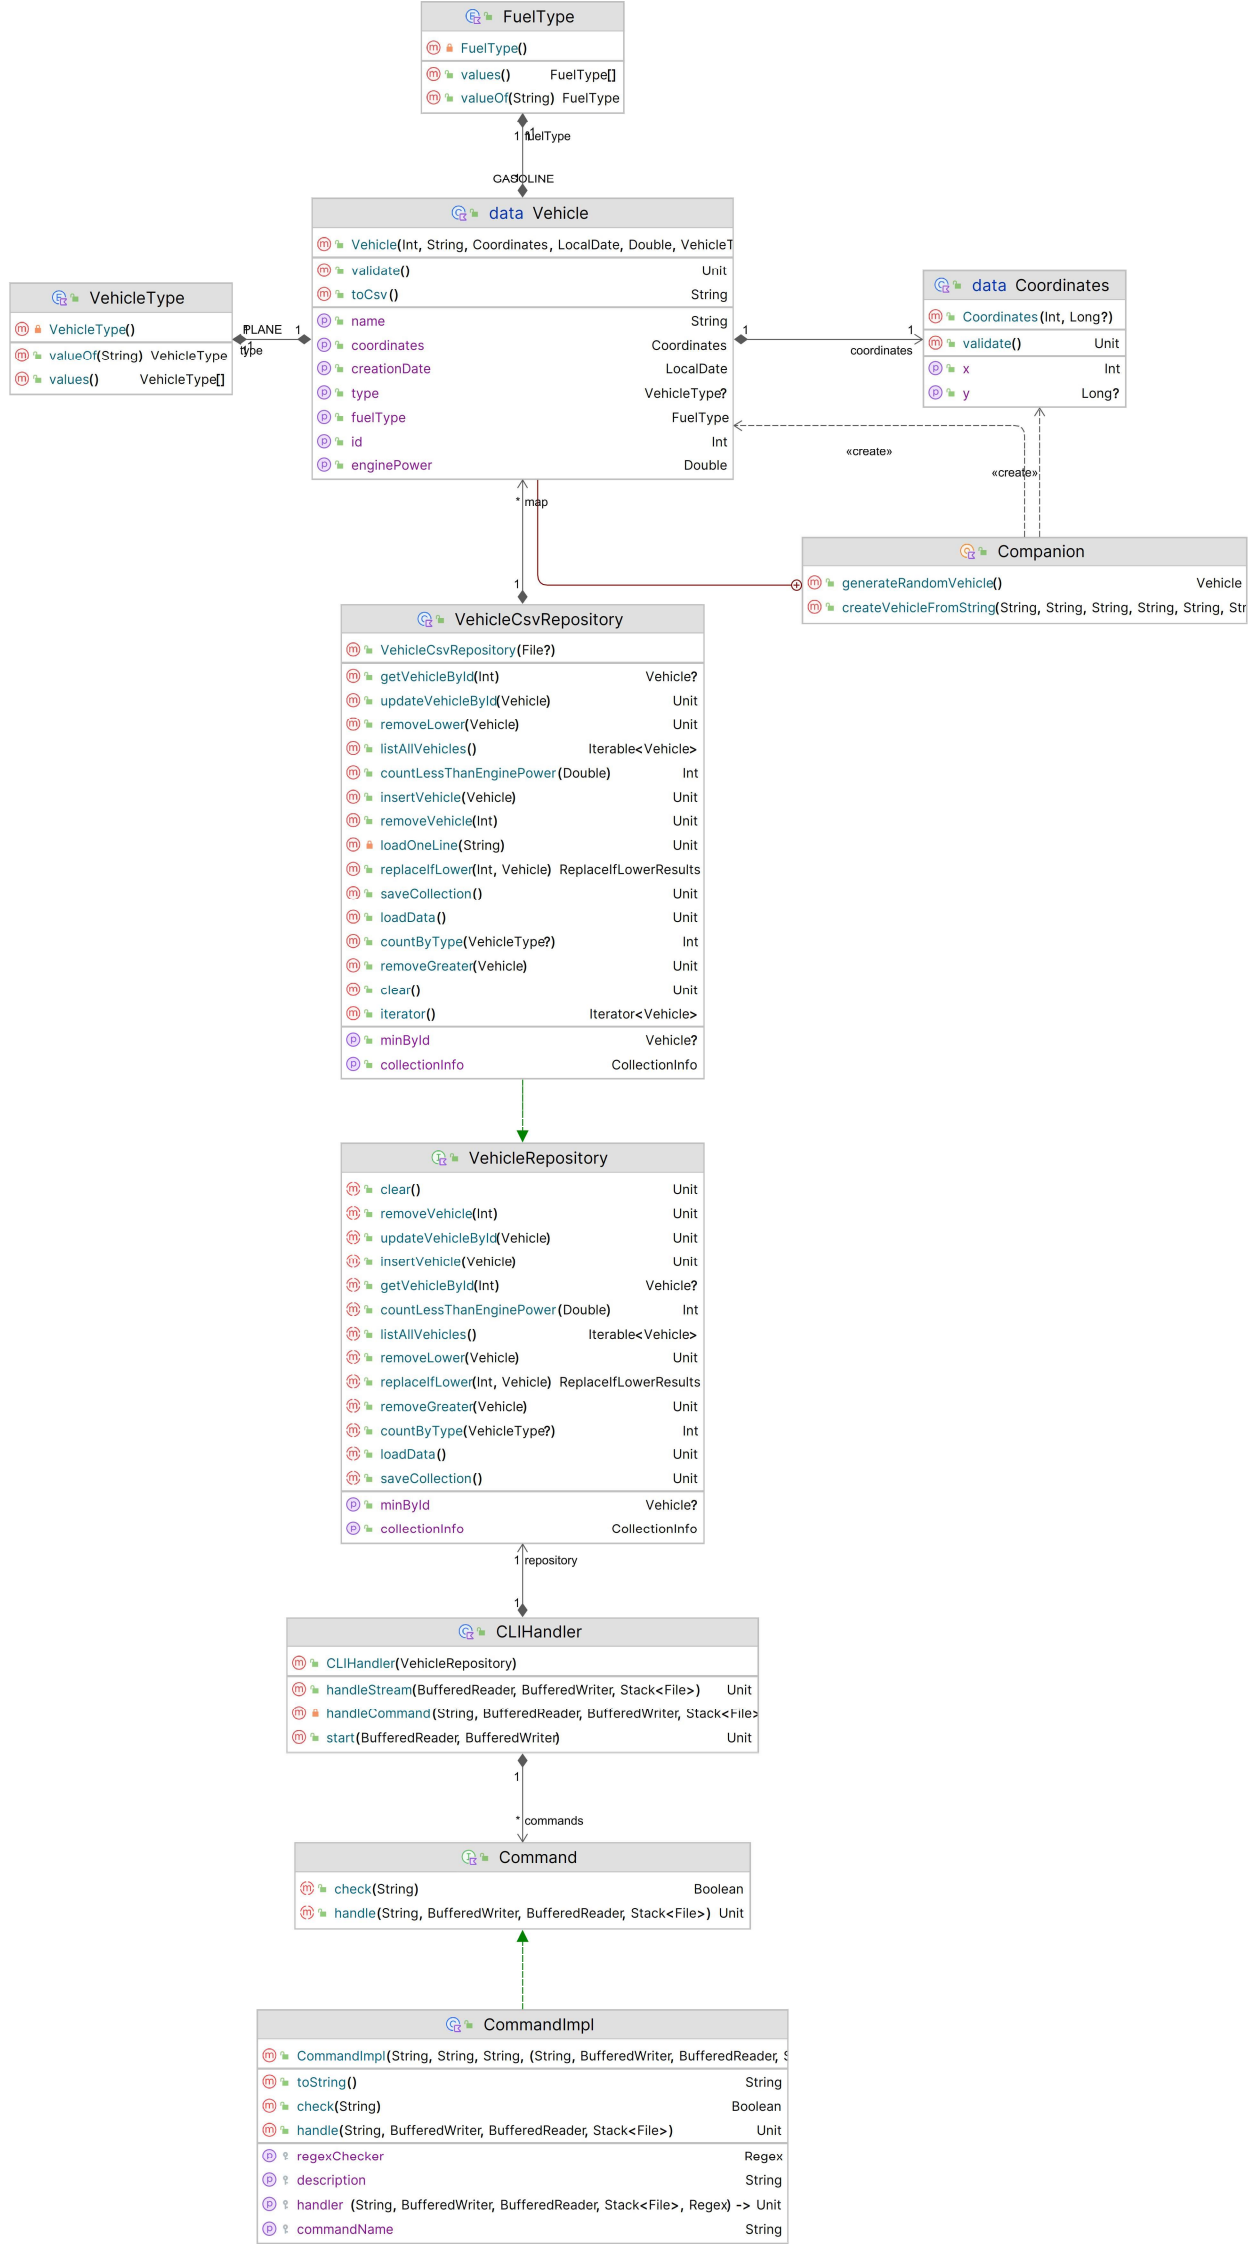 FuelType
FuelType()
values() FuelType[]
valueOf(String) FuelType
1 fuelType
GASOLINE
data Vehicle
Vehicle(Int, String, Coordinates, LocalDate, Double, VehicleT
validate() Unit
toCsv() String
name String
coordinates Coordinates
creationDate LocalDate
type VehicleType?
fuelType FuelType
id Int
enginePower Double
VehicleType
VehicleType()
valueOf(String) VehicleType
values() VehicleType[]
PLANE 1
type
1 1
coordinates
data Coordinates
Coordinates(Int, Long?)
validate() Unit
x Int
y Long?
«create»
«create»
* map
1
Companion
generateRandomVehicle() Vehicle
createVehicleFromString(String, String, String, String, String, Str
VehicleCsvRepository
VehicleCsvRepository(File?)
getVehicleById(Int) Vehicle?
updateVehicleById(Vehicle) Unit
removeLower(Vehicle) Unit
listAllVehicles() Iterable<Vehicle>
countLessThanEnginePower(Double) Int
insertVehicle(Vehicle) Unit
removeVehicle(Int) Unit
loadOneLine(String) Unit
replaceIfLower(Int, Vehicle) ReplaceIfLowerResults
saveCollection() Unit
loadData() Unit
countByType(VehicleType?) Int
removeGreater(Vehicle) Unit
clear() Unit
iterator() Iterator<Vehicle>
minById Vehicle?
collectionInfo CollectionInfo
VehicleRepository
clear() Unit
removeVehicle(Int) Unit
updateVehicleById(Vehicle) Unit
insertVehicle(Vehicle) Unit
getVehicleById(Int) Vehicle?
countLessThanEnginePower(Double) Int
listAllVehicles() Iterable<Vehicle>
removeLower(Vehicle) Unit
replaceIfLower(Int, Vehicle) ReplaceIfLowerResults
removeGreater(Vehicle) Unit
countByType(VehicleType?) Int
loadData() Unit
saveCollection() Unit
minById Vehicle?
collectionInfo CollectionInfo
1 repository
1
CLIHandler
CLIHandler(VehicleRepository)
handleStream(BufferedReader, BufferedWriter, Stack<File>) Unit
handleCommand(String, BufferedReader, BufferedWriter, Stack<File>
start(BufferedReader, BufferedWriter) Unit
1
* commands
Command
check(String) Boolean
handle(String, BufferedWriter, BufferedReader, Stack<File>) Unit
CommandImpl
CommandImpl(String, String, String, (String, BufferedWriter, BufferedReader, S
toString() String
check(String) Boolean
handle(String, BufferedWriter, BufferedReader, Stack<File>) Unit
regexChecker Regex
description String
handler (String, BufferedWriter, BufferedReader, Stack<File>, Regex) -> Unit
commandName String